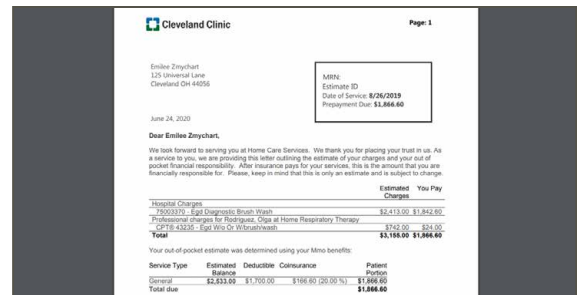 Cleveland Clinic
Page: 1
Emilee Zmychart
125 Universal Lane
Cleveland OH 44056
MRN:
Estimate ID
Date of Service: 8/26/2019
Prepayment Due: $1,866.60
June 24, 2020
Dear Emilee Zmychart,
We look forward to serving you at Home Care Services. We thank you for placing your trust in us. As
a service to you, we are providing this letter outlining the estimate of your charges and your out of
pocket financial responsibility. After insurance pays for your services, this is the amount that you are
financially responsible for. Please, keep in mind that this is only an estimate and is subject to change.
Estimated Charges You Pay
Hospital Charges
75003370 - Egd Diagnostic Brush Wash $2,413.00 $1,842.60
Professional charges for Rodriguez, Olga at Home Respiratory Therapy
CPT® 43235 - Egd W/o Or W/brush/wash $742.00 $24.00
Total $3,155.00 $1,866.60
Your out-of-pocket estimate was determined using your Mmo benefits:
Service Type Estimated Balance Deductible Coinsurance Patient Portion
General $2,533.00 $1,700.00 $166.60 (20.00 %) $1,866.60
Total due $1,866.60